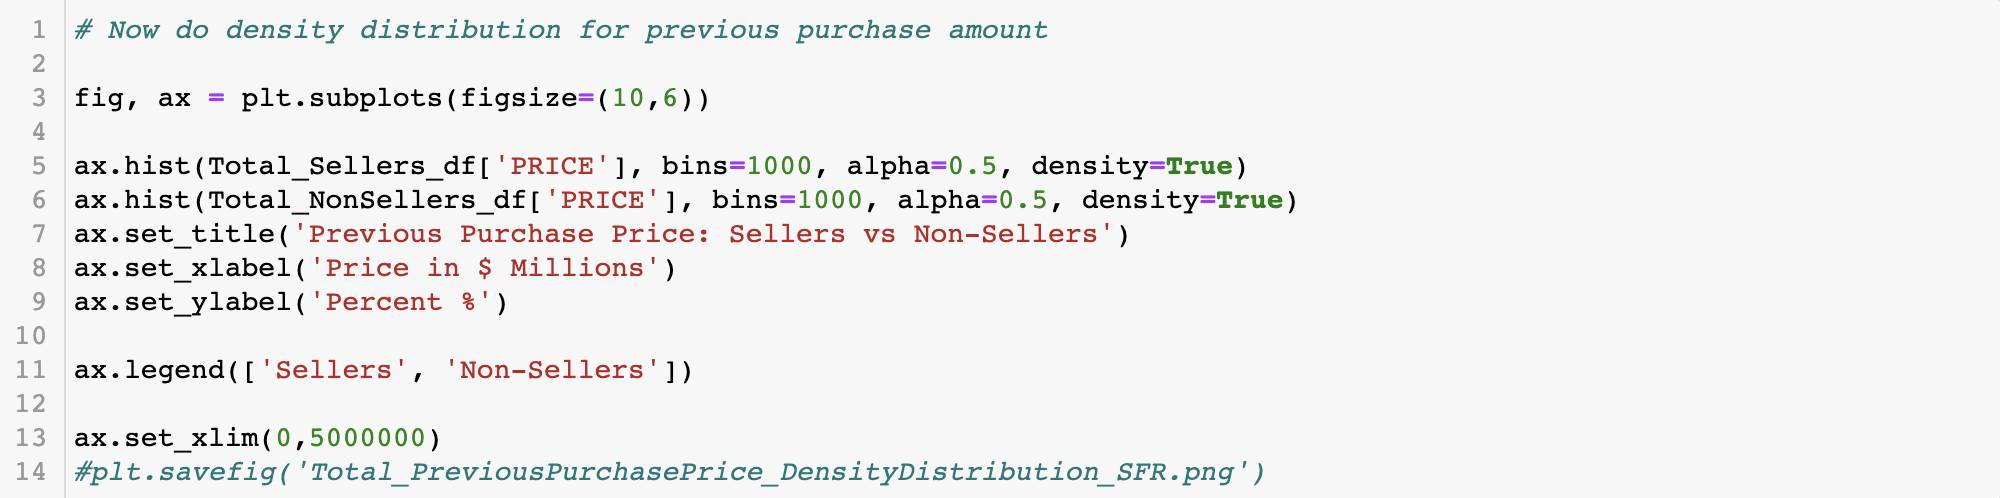 1 # Now do density distribution for previous purchase amount
2
3 fig, ax = plt.subplots(figsize=(10,6))
4
5 ax.hist(Total_Sellers_df['PRICE'], bins=1000, alpha=0.5, density=True)
6 ax.hist(Total_NonSellers_df['PRICE'], bins=1000, alpha=0.5, density=True)
7 ax.set_title('Previous Purchase Price: Sellers vs Non-Sellers')
8 ax.set_xlabel('Price in $ Millions')
9 ax.set_ylabel('Percent %')
10
11 ax.legend(['Sellers', 'Non-Sellers'])
12
13 ax.set_xlim(0,5000000)
14 #plt.savefig('Total_PreviousPurchasePrice_DensityDistribution_SFR.png')